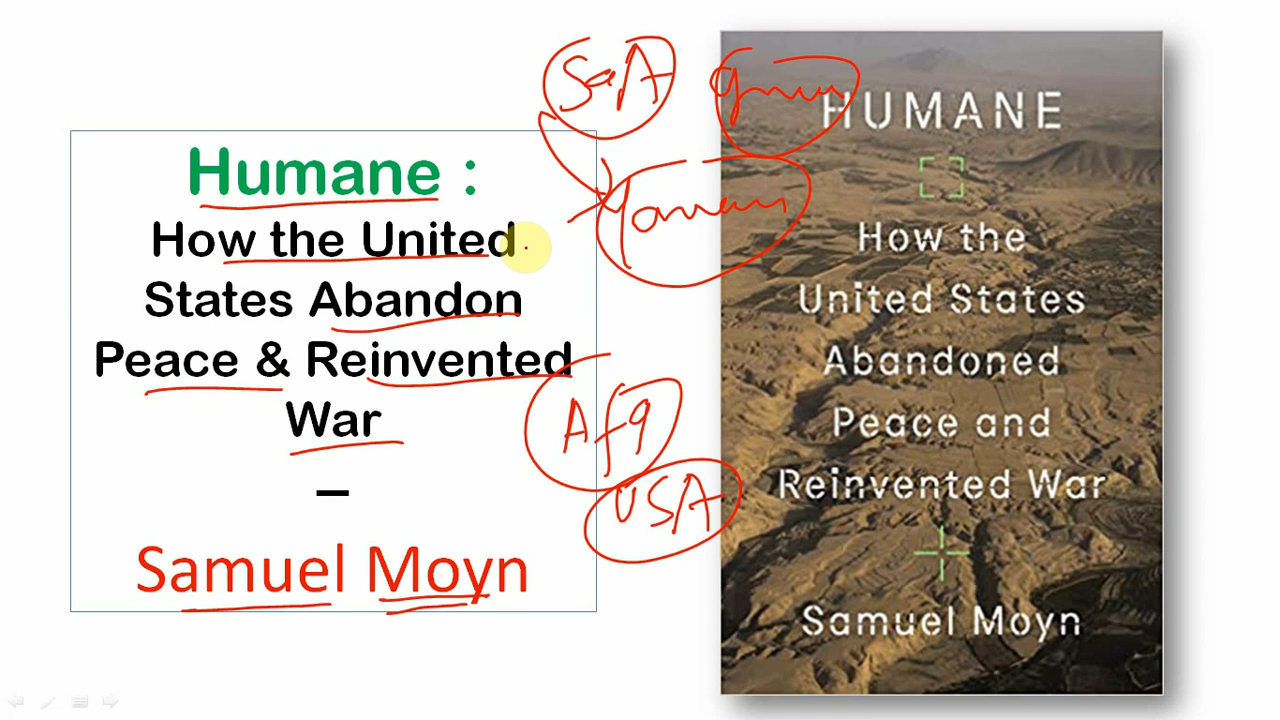 Humane :
How the United
States Abandon
Peace & Reinvented
War
–
Samuel Moyn
Afg
USA
HUMANE
How the
United States
Abandoned
Peace and
Reinvented War
Samuel Moyn